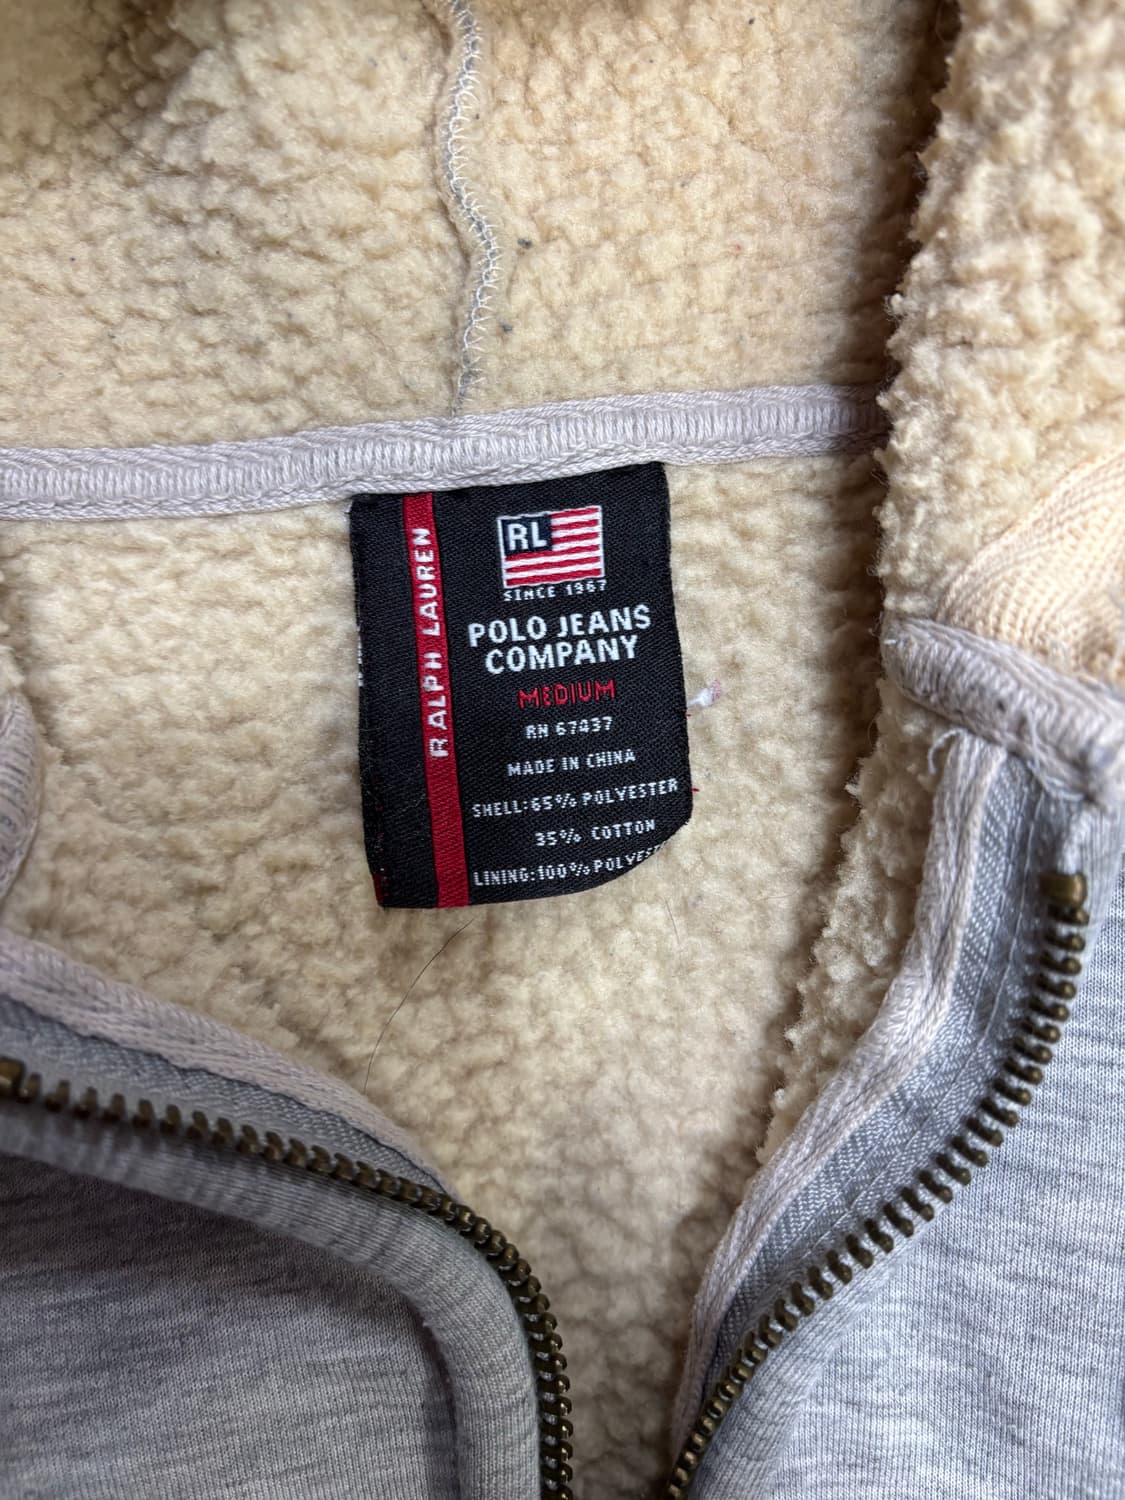 RALPH LAUREN
RL
SINCE 1967
POLO JEANS
COMPANY
MEDIUM
RN 67437
MADE IN CHINA
SHELL:65% POLYESTER
35% COTTON
LINING:100% POLYEST